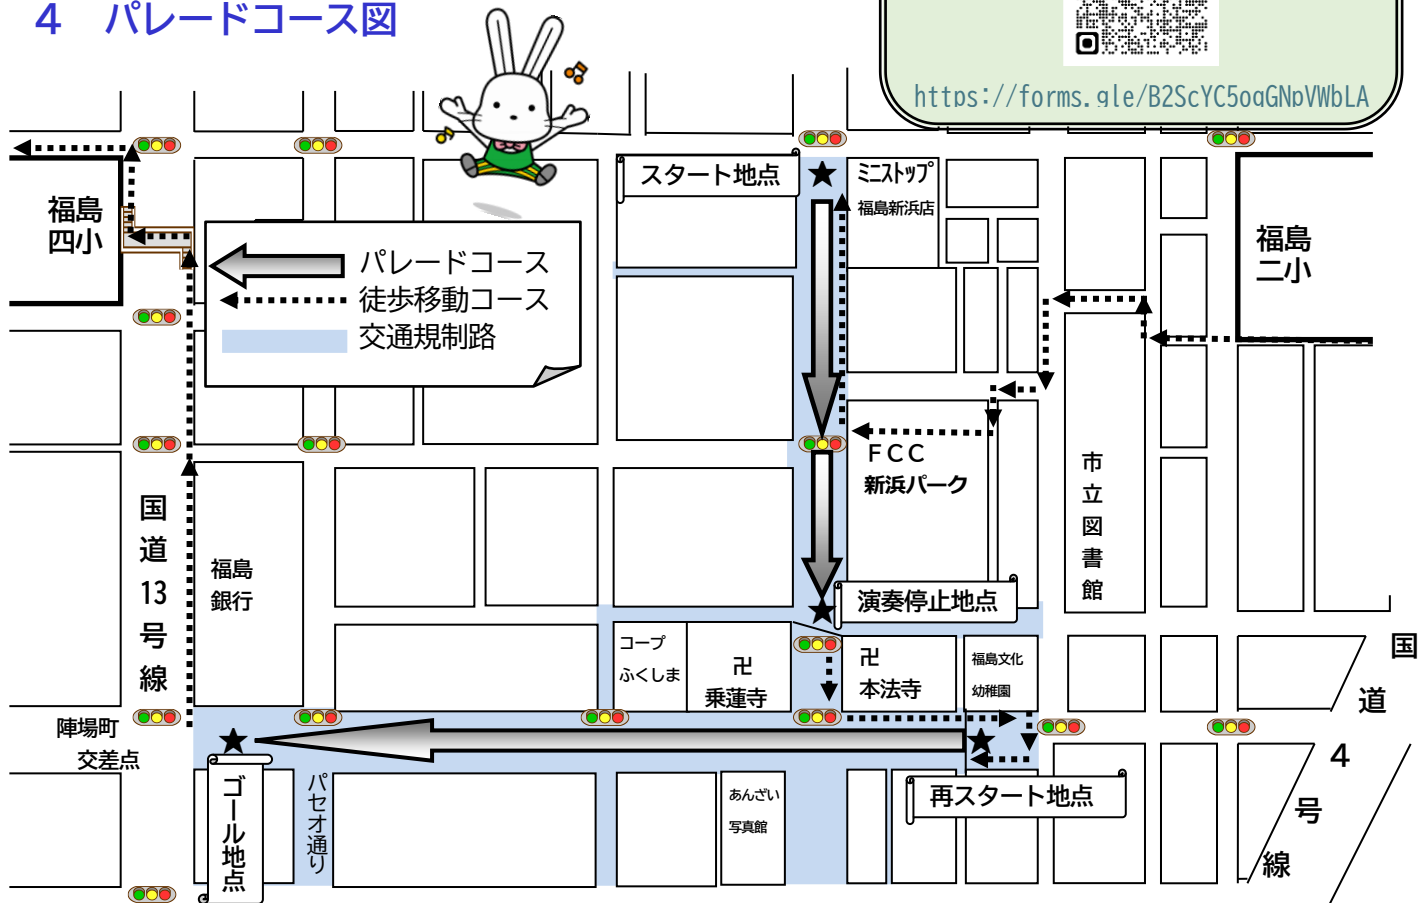 ４　パレードコース図
https://forms.gle/B2ScYC5oqGNpVWbLA
スタート地点
ミニストップ
福島新浜店
福島
四小
福島
二小
パレードコース
徒歩移動コース
交通規制路
ＦＣＣ
新浜パーク
市立図書館
国道13号線
福島
銀行
演奏停止地点
コープ
ふくしま
卍
乗蓮寺
卍
本法寺
福島文化
幼稚園
国道４号線
陣場町
交差点
ゴール地点
パセオ通り
あんざい
写真館
再スタート地点